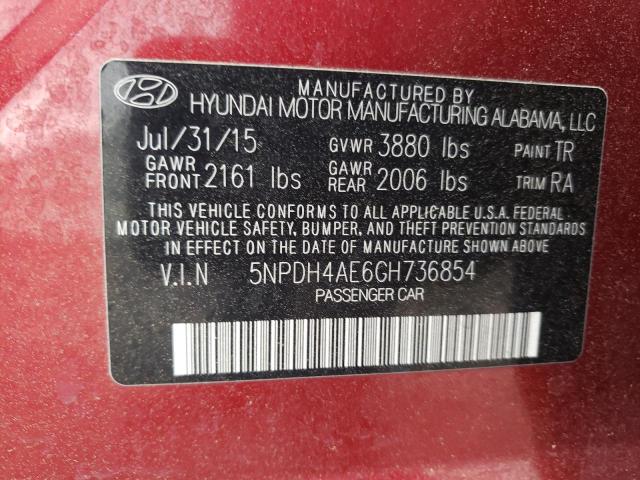 MANUFACTURED BY
HYUNDAI MOTOR MANUFACTURING ALABAMA, LLC
Jul/31/15 GVWR 3880 lbs PAINT TR
GAWR FRONT 2161 lbs GAWR REAR 2006 lbs TRIM RA
THIS VEHICLE CONFORMS TO ALL APPLICABLE U.S.A. FEDERAL
MOTOR VEHICLE SAFETY, BUMPER, AND THEFT PREVENTION STANDARDS
IN EFFECT ON THE DATE OF MANUFACTURE SHOWN ABOVE.
V.I.N 5NPDH4AE6GH736854
PASSENGER CAR